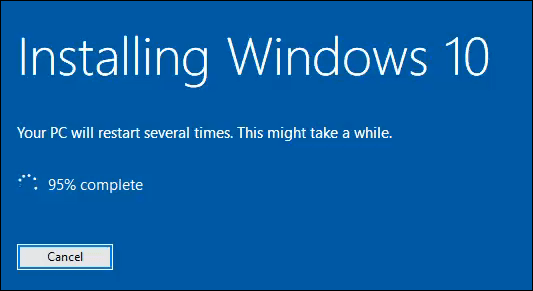 Installing Windows 10
Your PC will restart several times. This might take a while.
95% complete
Cancel